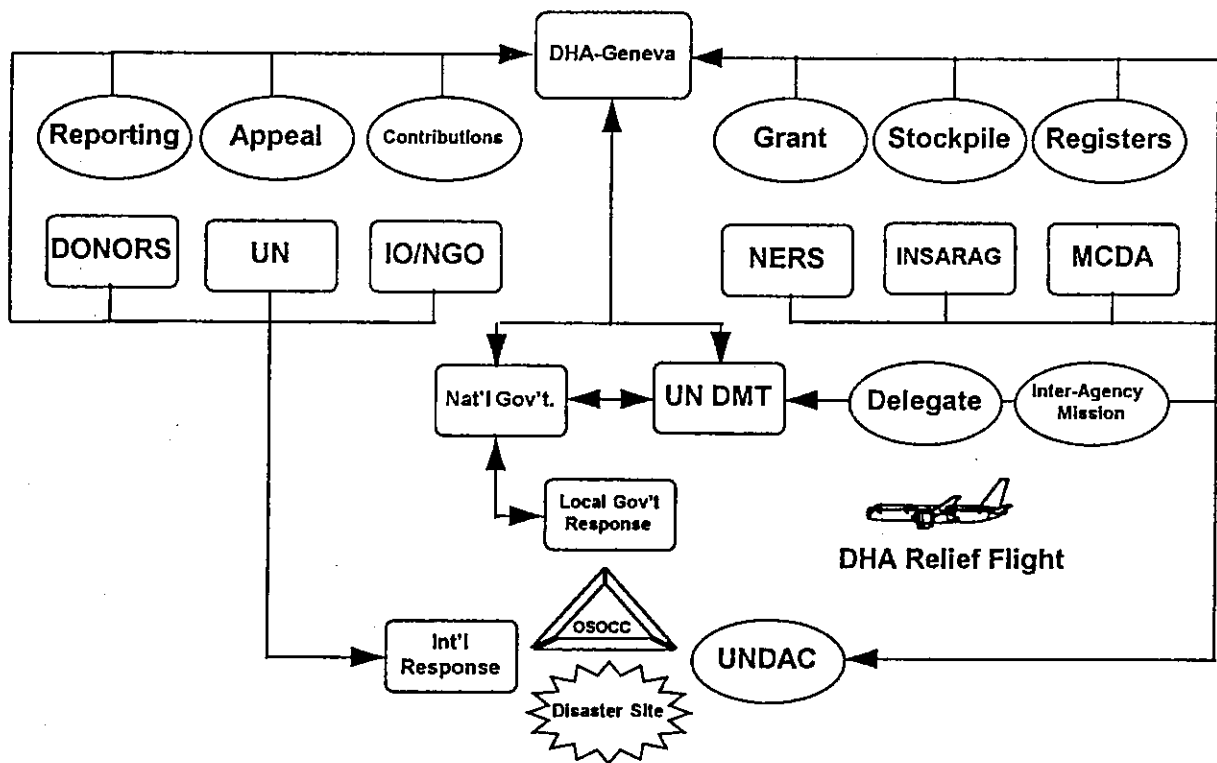 DHA-Geneva
Reporting
Appeal
Contributions
Grant
Stockpile
Registers
DONORS
UN
IO/NGO
NERS
INSARAG
MCDA
Nat'l Gov't.
UN DMT
Delegate
Inter-Agency
Mission
Local Gov't
Response
DHA Relief Flight
OSOCC
Int'l
Response
UNDAC
Disaster Site